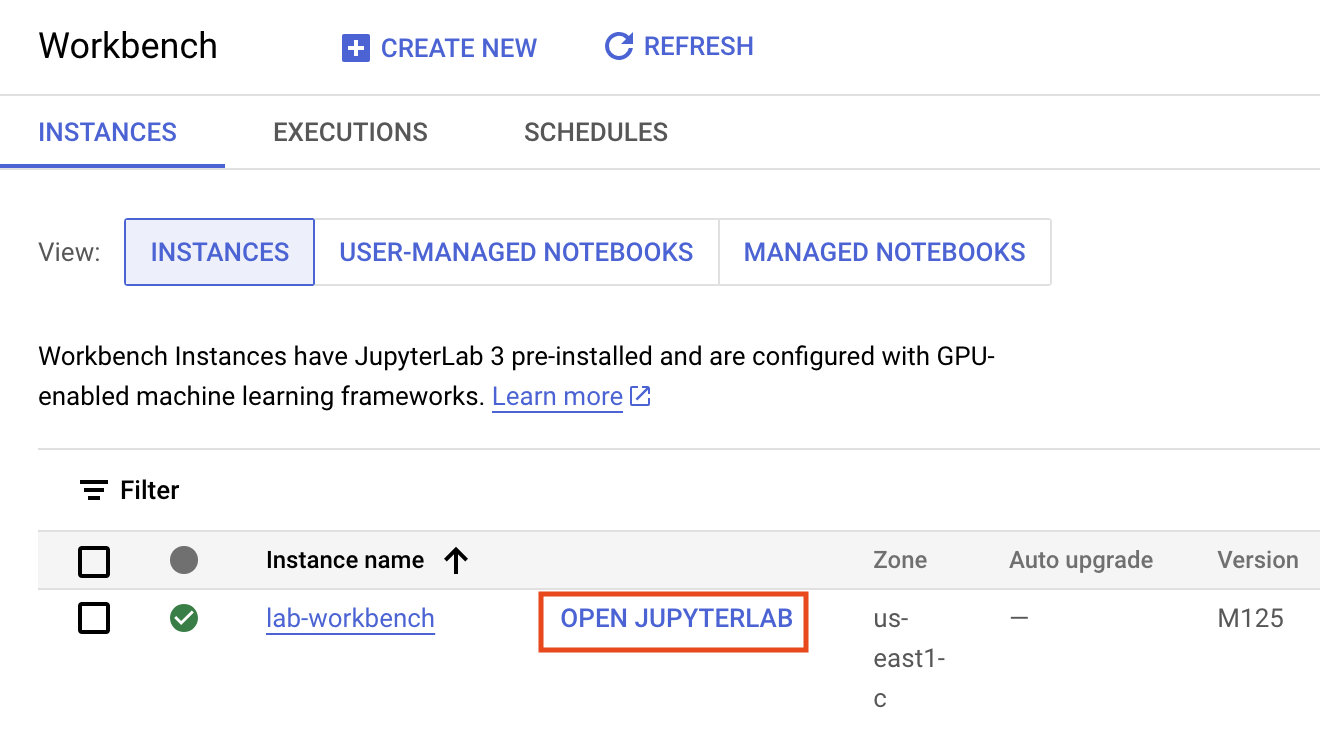 Workbench
CREATE NEW
REFRESH
INSTANCES
EXECUTIONS
SCHEDULES
View:
INSTANCES
USER-MANAGED NOTEBOOKS
MANAGED NOTEBOOKS
Workbench Instances have JupyterLab 3 pre-installed and are configured with GPU-
enabled machine learning frameworks. Learn more
Filter
Instance name
Zone
Auto upgrade
Version
lab-workbench
OPEN JUPYTERLAB
us-
east1-
c
—
M125